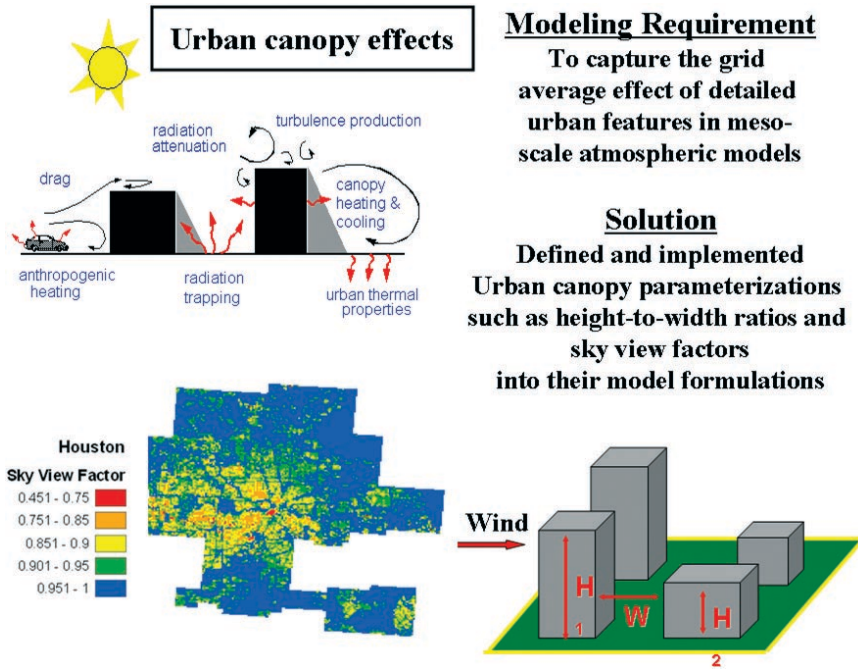 Urban canopy effects
radiation
attenuation
turbulence production
drag
canopy
heating &
cooling
anthropogenic
heating
radiation
trapping
urban thermal
properties
Modeling Requirement
To capture the grid
average effect of detailed
urban features in meso-
scale atmospheric models
Solution
Defined and implemented
Urban canopy parameterizations
such as height-to-width ratios and
sky view factors
into their model formulations
Houston
Sky View Factor
0.451 - 0.75
0.751 - 0.85
0.851 - 0.9
0.901 - 0.95
0.951 - 1
Wind
H
1
W
H
2